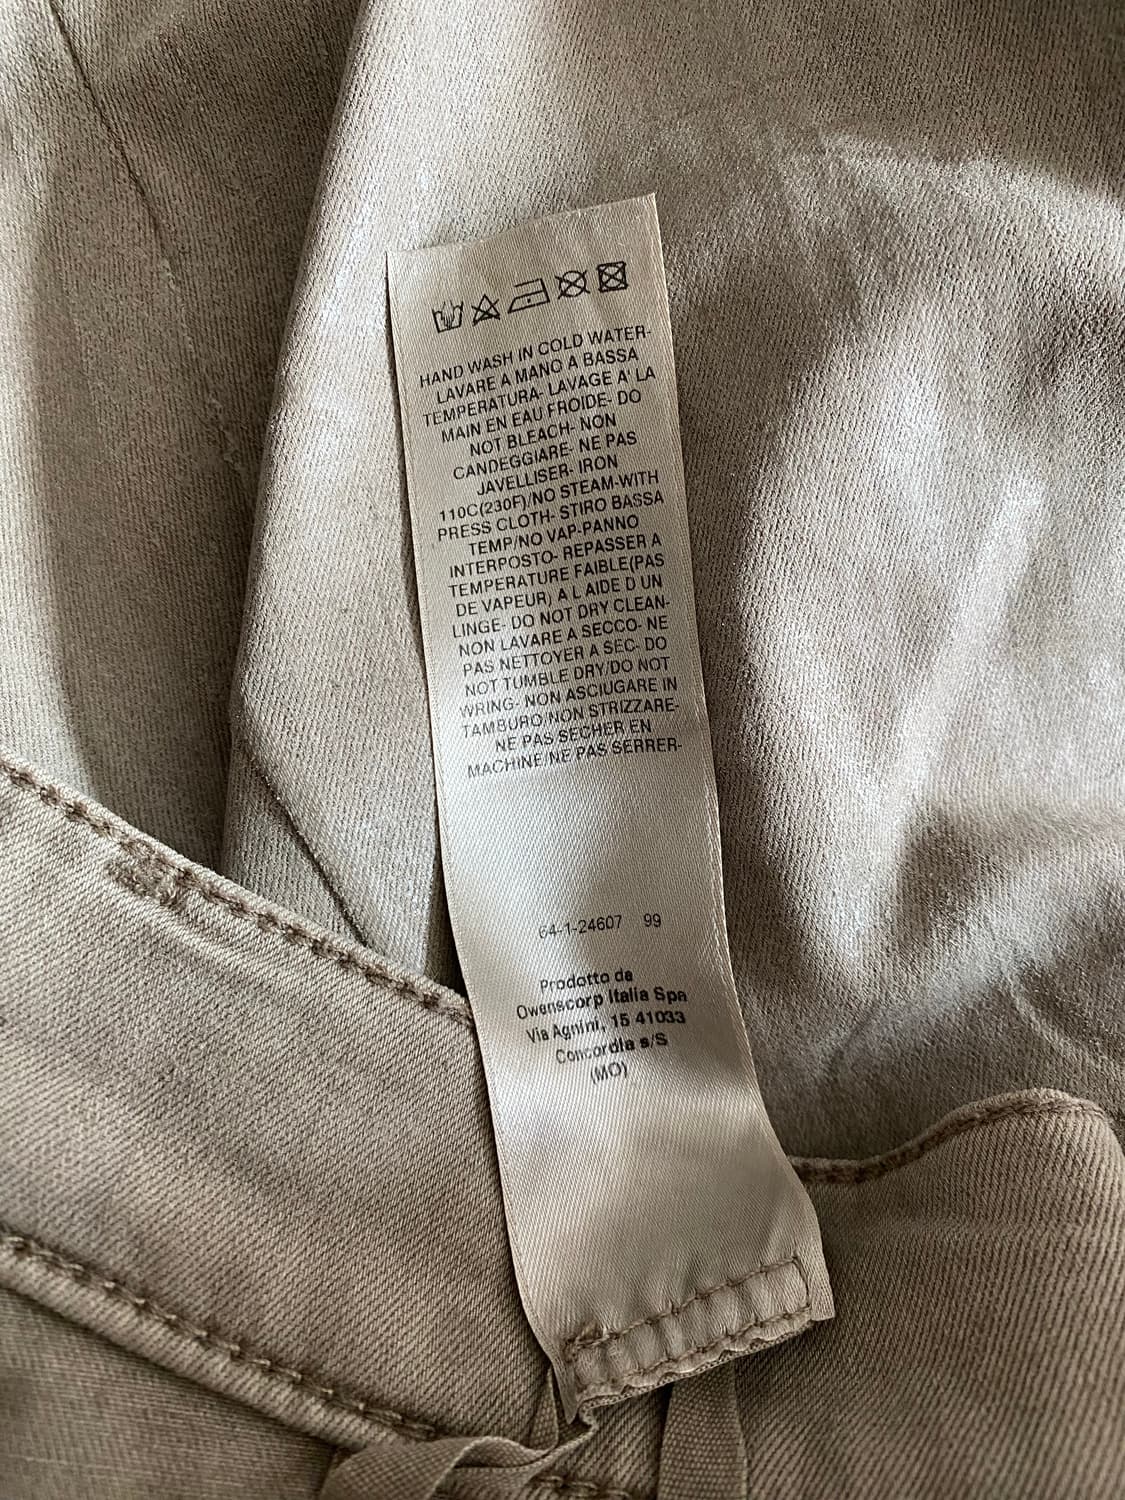 HAND WASH IN COLD WATER-
LAVARE A MANO A BASSA
TEMPERATURA- LAVAGE A' LA
MAIN EN EAU FROIDE- DO
NOT BLEACH- NON
CANDEGGIARE- NE PAS
JAVELLISER- IRON
110C(230F)/NO STEAM-WITH
PRESS CLOTH- STIRO BASSA
TEMP/NO VAP-PANNO
INTERPOSTO- REPASSER A
TEMPERATURE FAIBLE(PAS
DE VAPEUR) A L AIDE D UN
LINGE- DO NOT DRY CLEAN-
NON LAVARE A SECCO- NE
PAS NETTOYER A SEC- DO
NOT TUMBLE DRY/DO NOT
WRING- NON ASCIUGARE IN
TAMBURO/NON STRIZZARE-
NE PAS SECHER EN
MACHINE/NE PAS SERRER-
64-1-24607 99
Prodotto da
Owenscorp Italia Spa
Via Agnini, 15 41033
Concordia s/S
(MO)